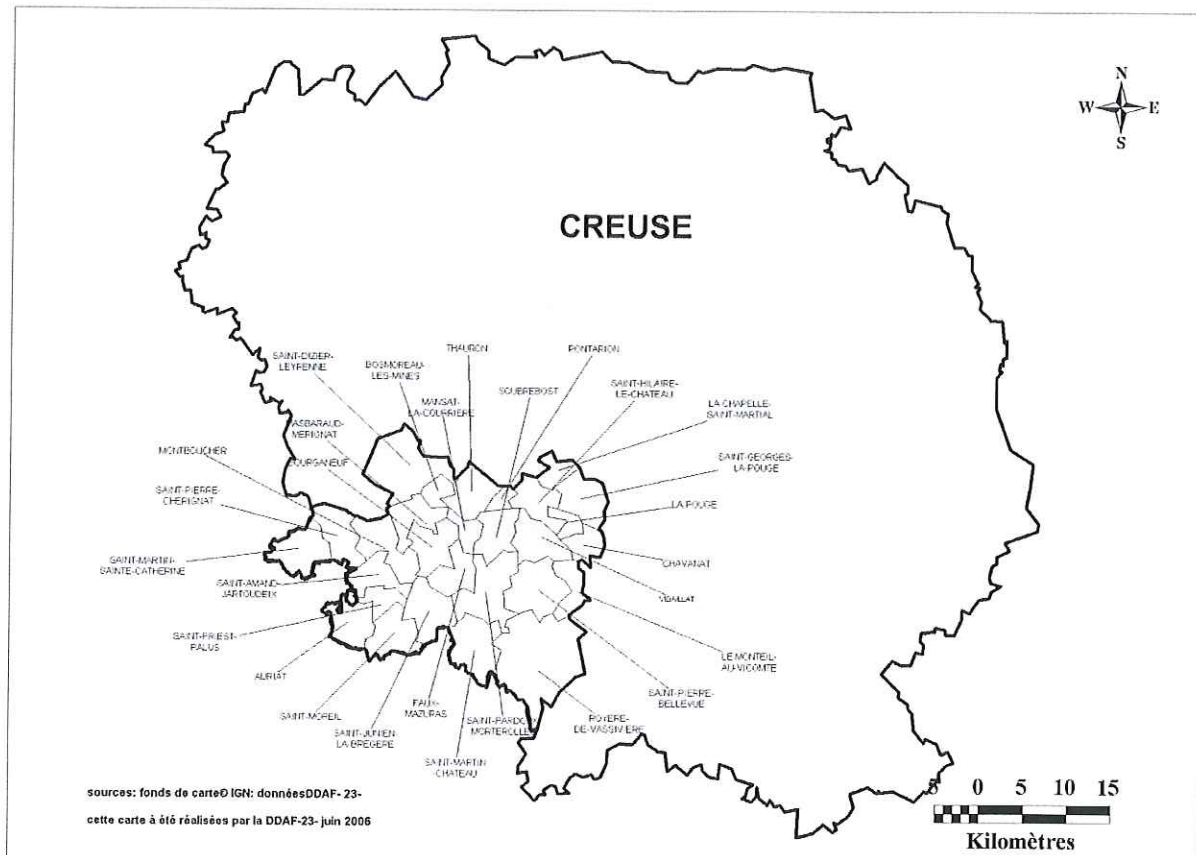 N
W E
S
CREUSE
THAURON
PONTARION
SAINT-DIZIER-
LEYRENNE
BOSMOREAU-
LES-MINES
SOUBREBOST
SAINT-HILAIRE-
LE-CHATEAU
MANSAT-
LA-COURRIERE
LA CHAPELLE-
SAINT-MARTIAL
ASBARAUD-
MERIGNAT
MONTBOUCHER
BOURGANEUF
SAINT-GEORGES-
LA-POUGE
SAINT-PIERRE-
CHERIGNAT
LA POUGE
SAINT-MARTIN-
SAINTE-CATHERINE
CHAVANAT
SAINT-AMAND-
JARTOUDEIX
VIDAILLAT
SAINT-PRIEST-
PALUS
LE MONTEIL-
AU-VICOMTE
AURIAT
SAINT-PIERRE-
BELLEVUE
SAINT-MOREIL
FAUX-
MAZURAS
SAINT-PARDOUX-
MORTEROLLES
ROYERE-
DE-VASSIVIERE
SAINT-JUNIEN-
LA-BREGERE
SAINT-MARTIN-
CHATEAU
sources: fonds de carte© IGN: donnéesDDAF- 23-
cette carte à été réalisées par la DDAF-23- juin 2006
5 0 5 10 15
Kilomètres